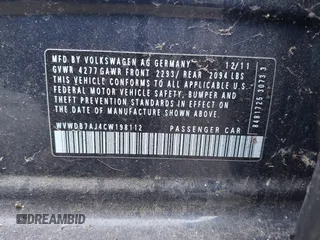 MFD BY VOLKSWAGEN AG GERMANY 12/11
GVWR 4277 GAWR FRONT 2293/ REAR 2094 LBS
THIS VEHICLE CONFORMS TO ALL APPLICABLE U.S.
FEDERAL MOTOR VEHICLE SAFETY, BUMPER AND
THEFT PREVENTION STANDARDS IN EFFECT ON THE
DATE OF MANUFACTURE SHOWN ABOVE.
WVWDB7AJ4CW198112 PASSENGER CAR
DREAMBID